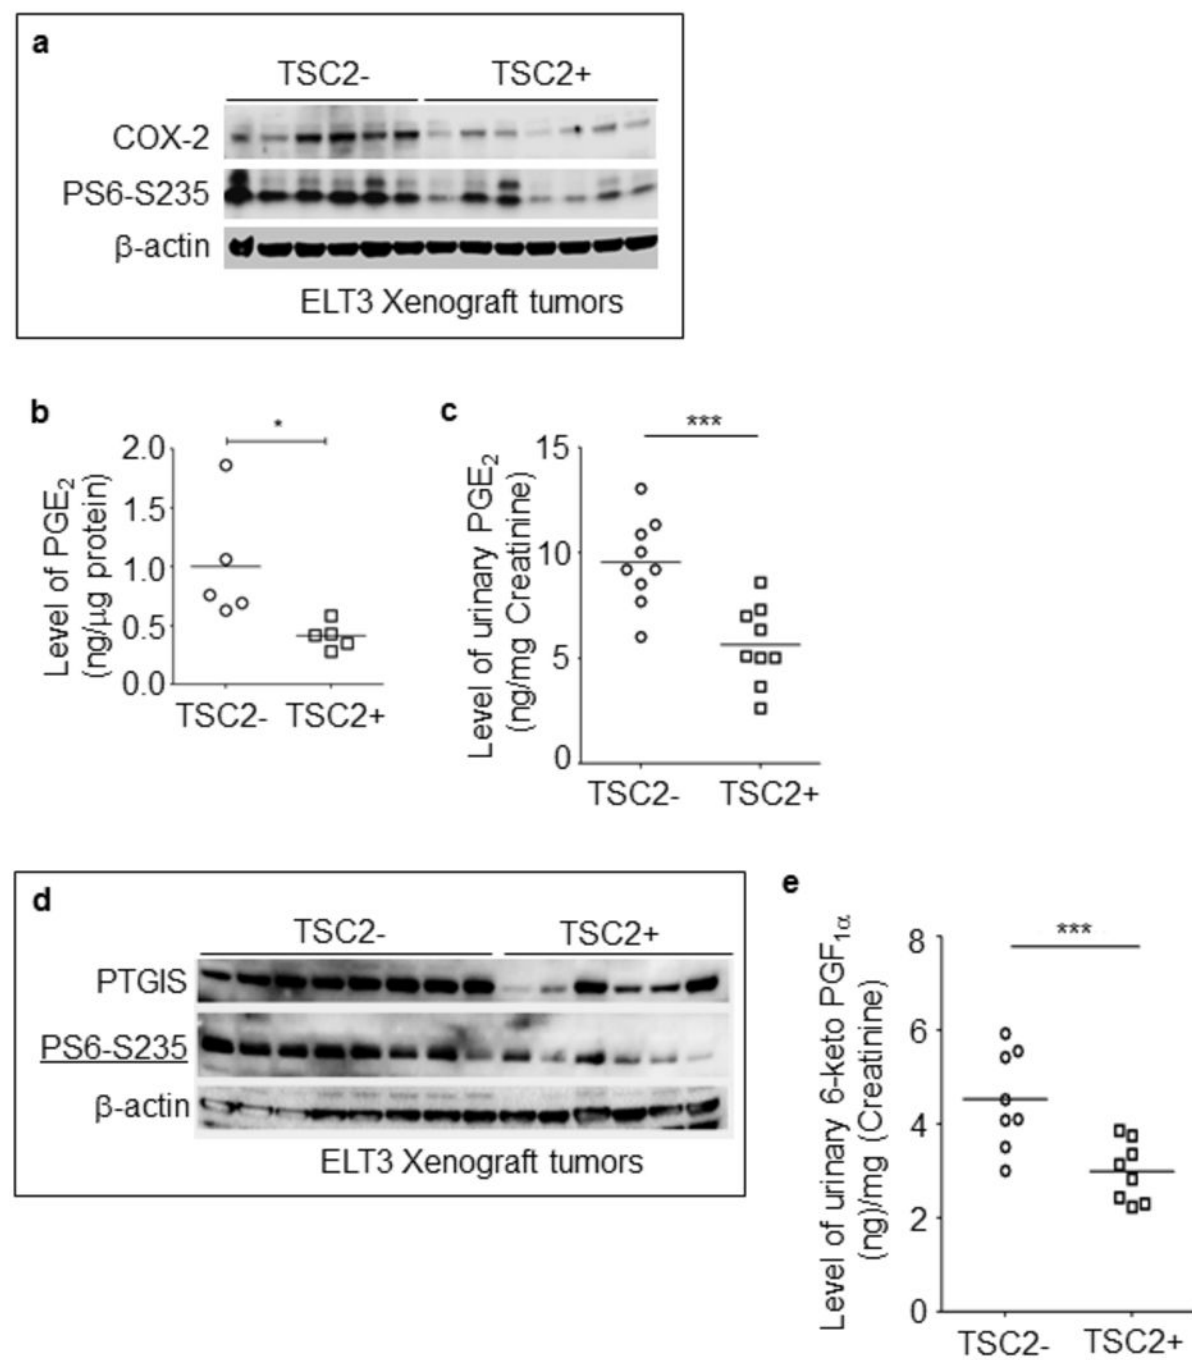 a
TSC2- TSC2+
COX-2
PS6-S235
β-actin
ELT3 Xenograft tumors
b
*
Level of PGE2
(ng/μg protein)
2.0
1.5
1.0
0.5
0.0
TSC2- TSC2+
c
***
Level of urinary PGE2
(ng/mg Creatinine)
15
10
5
0
TSC2- TSC2+
d
TSC2- TSC2+
PTGIS
PS6-S235
β-actin
ELT3 Xenograft tumors
e
***
Level of urinary 6-keto PGF1α
(ng)/mg (Creatinine)
8
6
4
2
0
TSC2- TSC2+